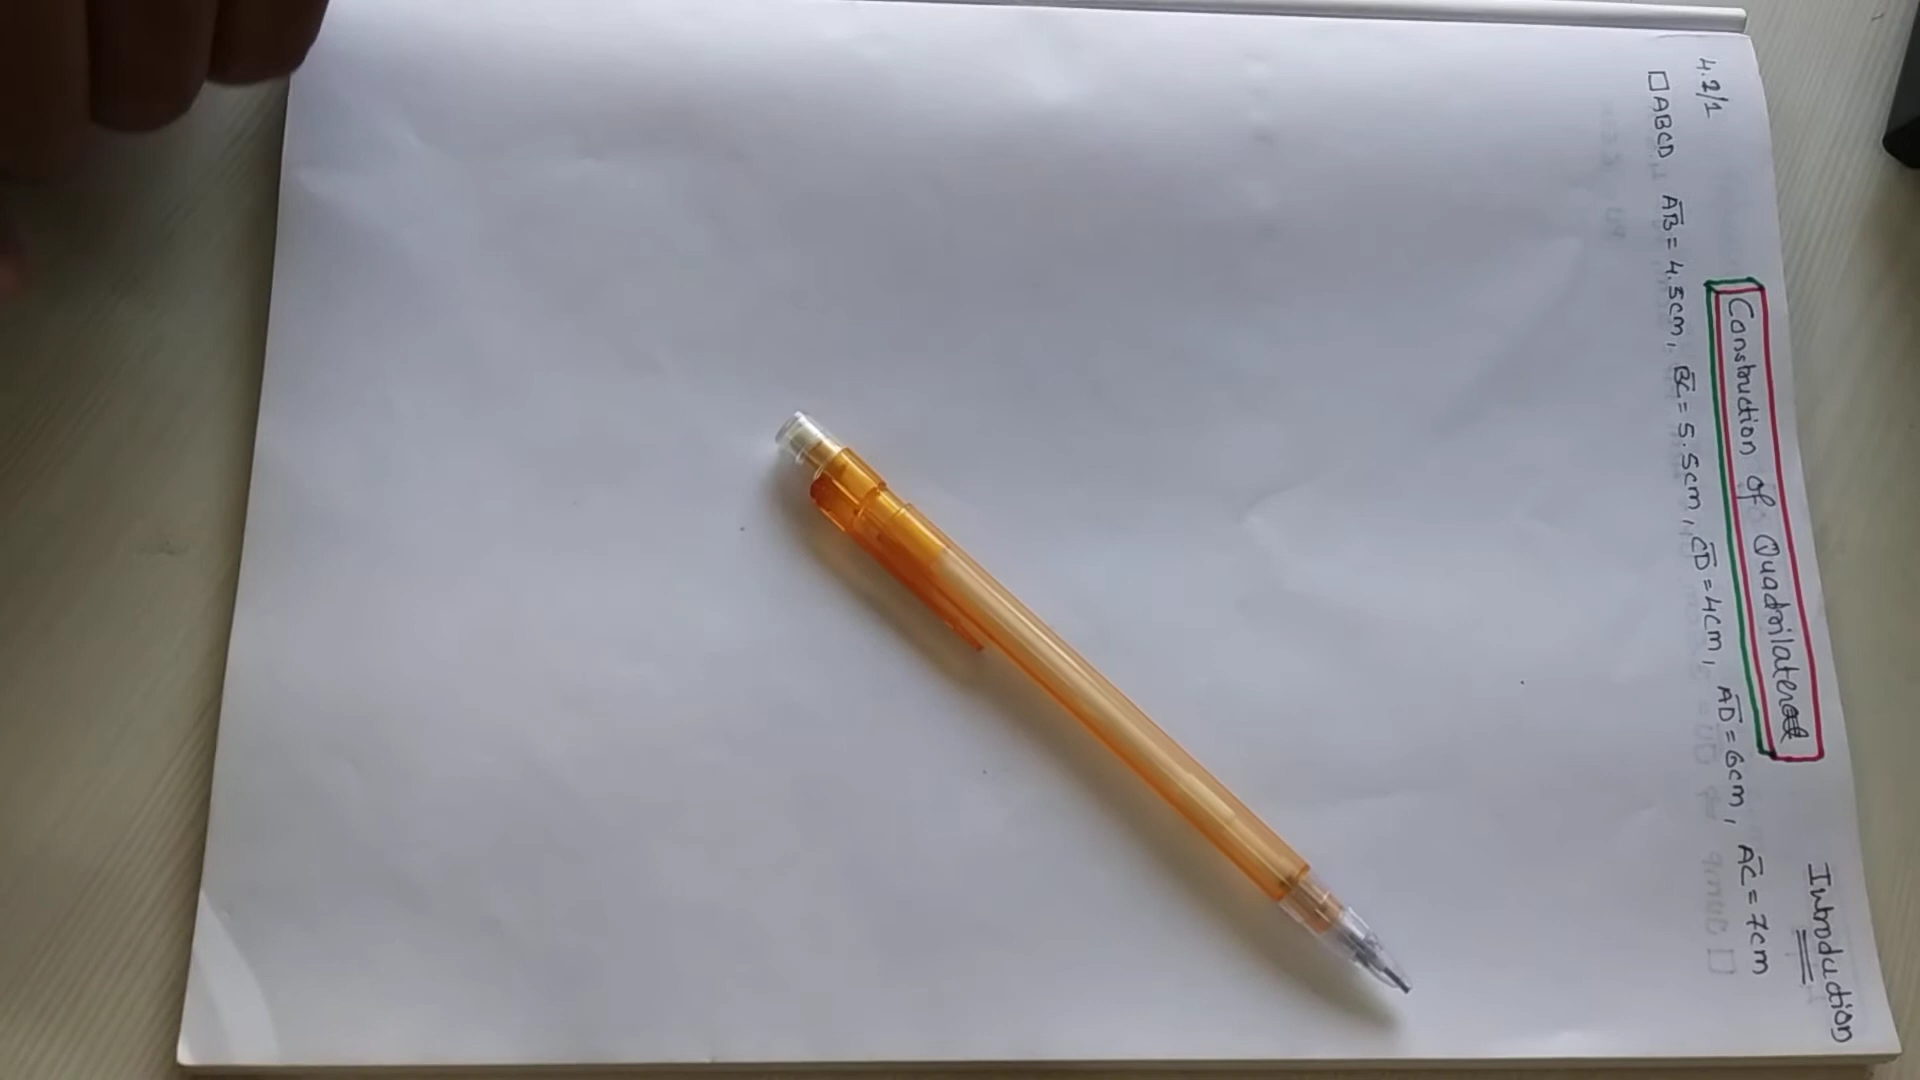 Introduction
Construction of Quadrilateral
4.2/1
□ABCD AB = 4.5cm, BC = 5.5cm, CD = 4cm, AD = 6cm, AC = 7cm